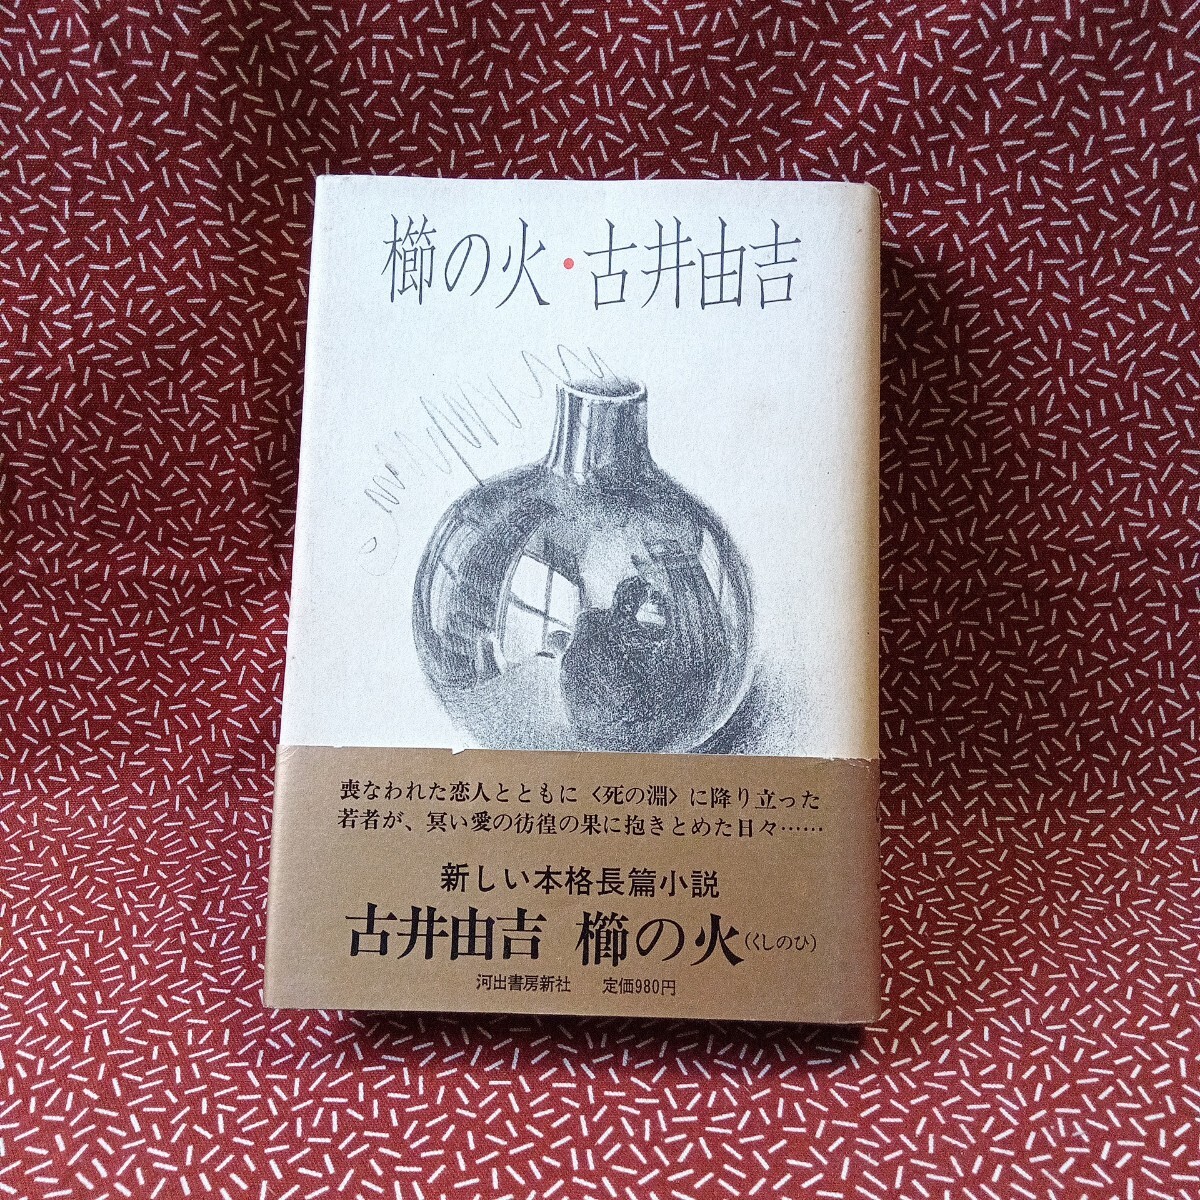 櫛の火・古井由吉
喪なわれた恋人とともに〈死の淵〉に降り立った
若者が、冥い愛の彷徨の果に抱きとめた日々……
新しい本格長篇小説
古井由吉 櫛の火(くしのひ)
河出書房新社 定価980円